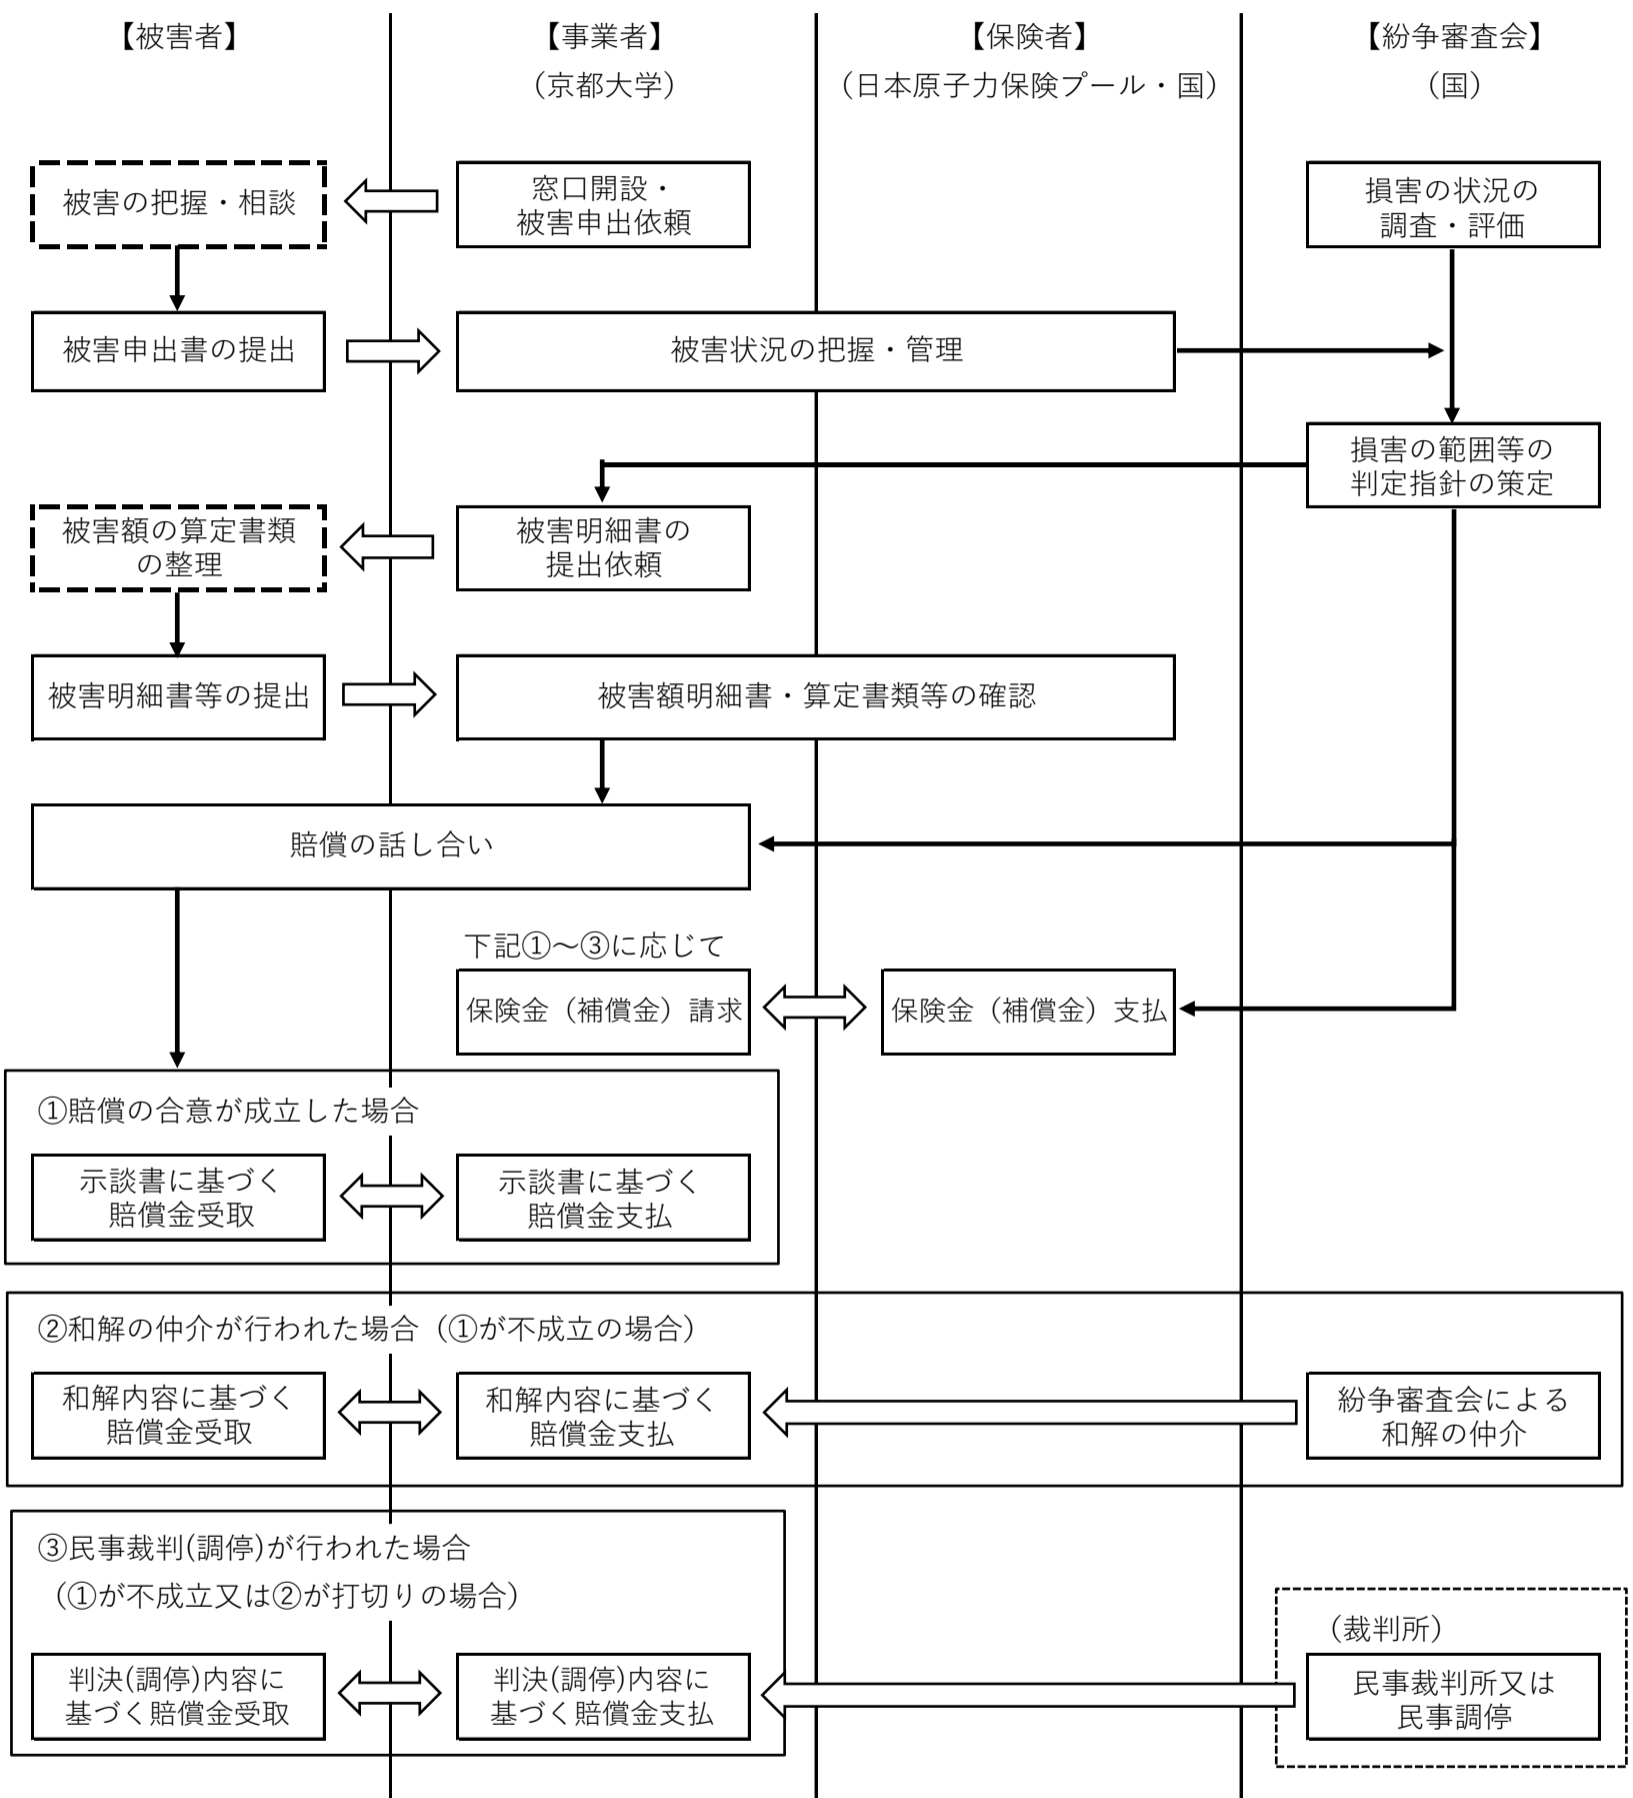 【被害者】
【事業者】
(京都大学)
【保険者】
(日本原子力保険プール・国)
【紛争審査会】
(国)
被害の把握・相談
窓口開設・
被害申出依頼
損害の状況の
調査・評価
被害申出書の提出
被害状況の把握・管理
損害の範囲等の
判定指針の策定
被害額の算定書類
の整理
被害明細書の
提出依頼
被害明細書等の提出
被害額明細書・算定書類等の確認
賠償の話し合い
下記①～③に応じて
保険金（補償金）請求
保険金（補償金）支払
①賠償の合意が成立した場合
示談書に基づく
賠償金受取
示談書に基づく
賠償金支払
②和解の仲介が行われた場合（①が不成立の場合）
和解内容に基づく
賠償金受取
和解内容に基づく
賠償金支払
紛争審査会による
和解の仲介
③民事裁判(調停)が行われた場合
（①が不成立又は②が打切りの場合）
判決(調停)内容に
基づく賠償金受取
判決(調停)内容に
基づく賠償金支払
（裁判所）
民事裁判所又は
民事調停